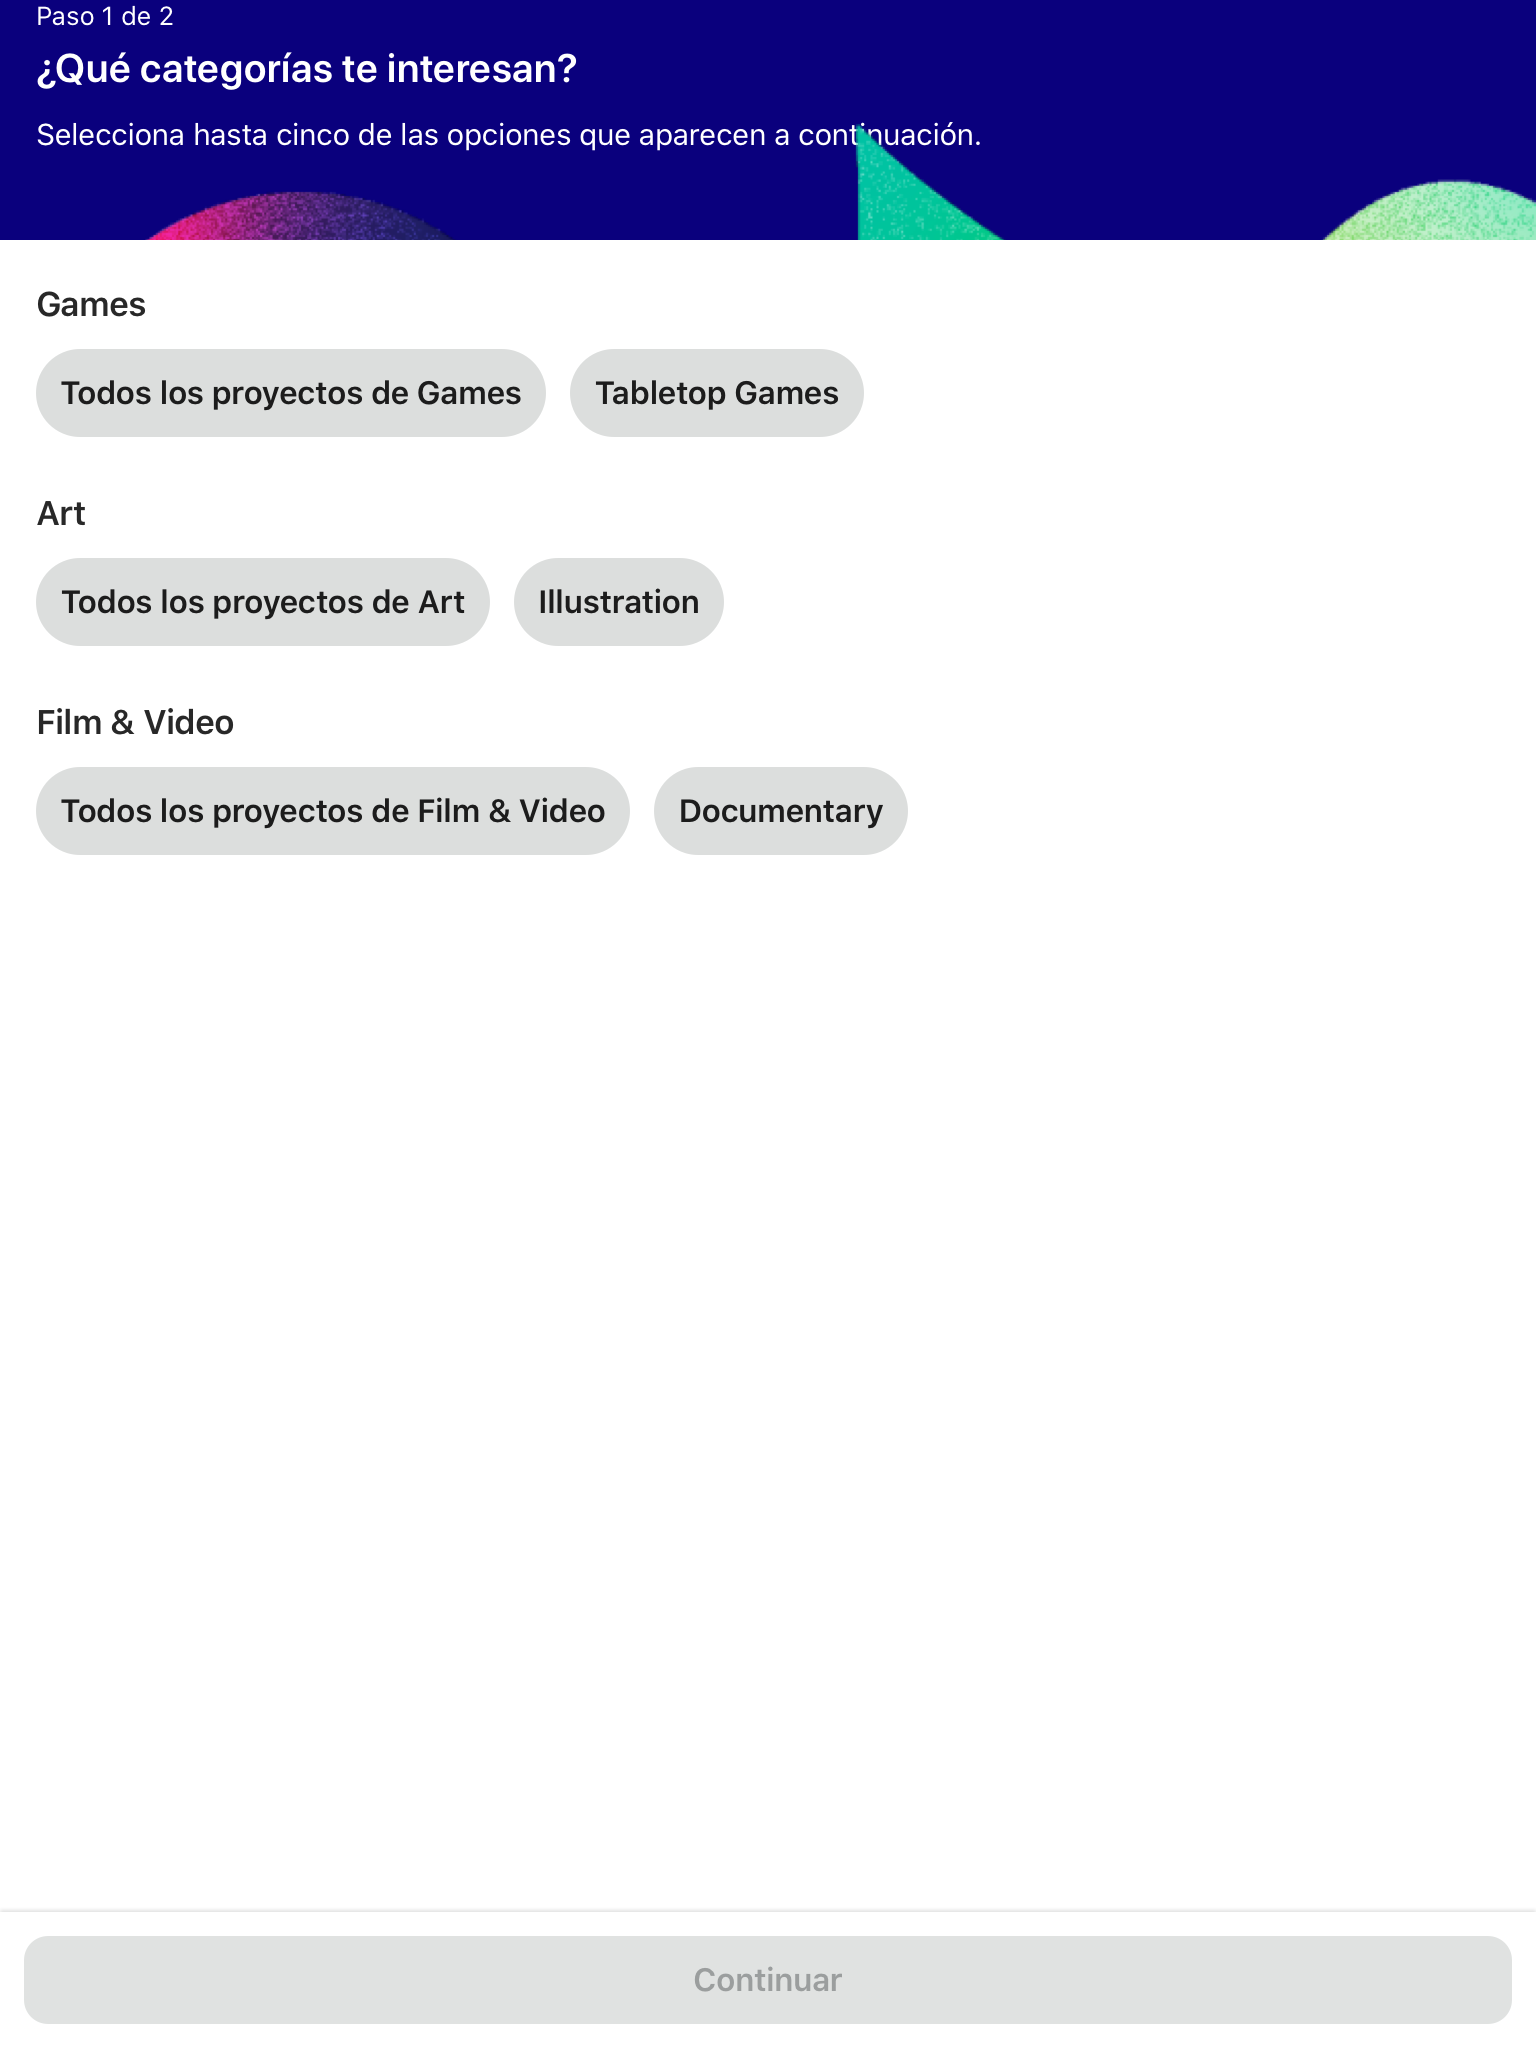 Paso 1 de 2
¿Qué categorías te interesan?
Selecciona hasta cinco de las opciones que aparecen a continuación.
Games
Todos los proyectos de Games
Tabletop Games
Art
Todos los proyectos de Art
Illustration
Film & Video
Todos los proyectos de Film & Video
Documentary
Continuar